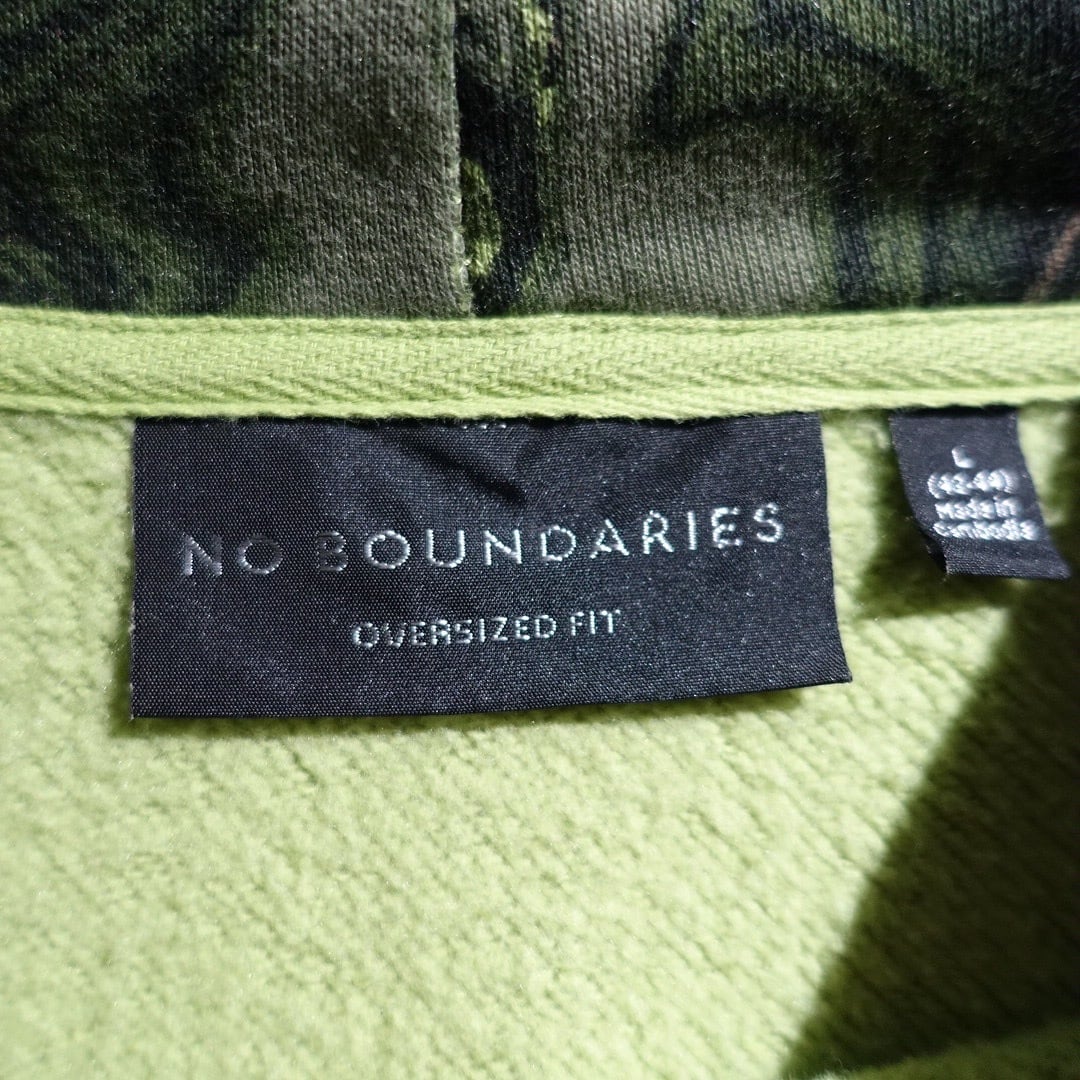 NO BOUNDARIES
OVERSIZED FIT
L
(42-44)
Made in
Cambodia